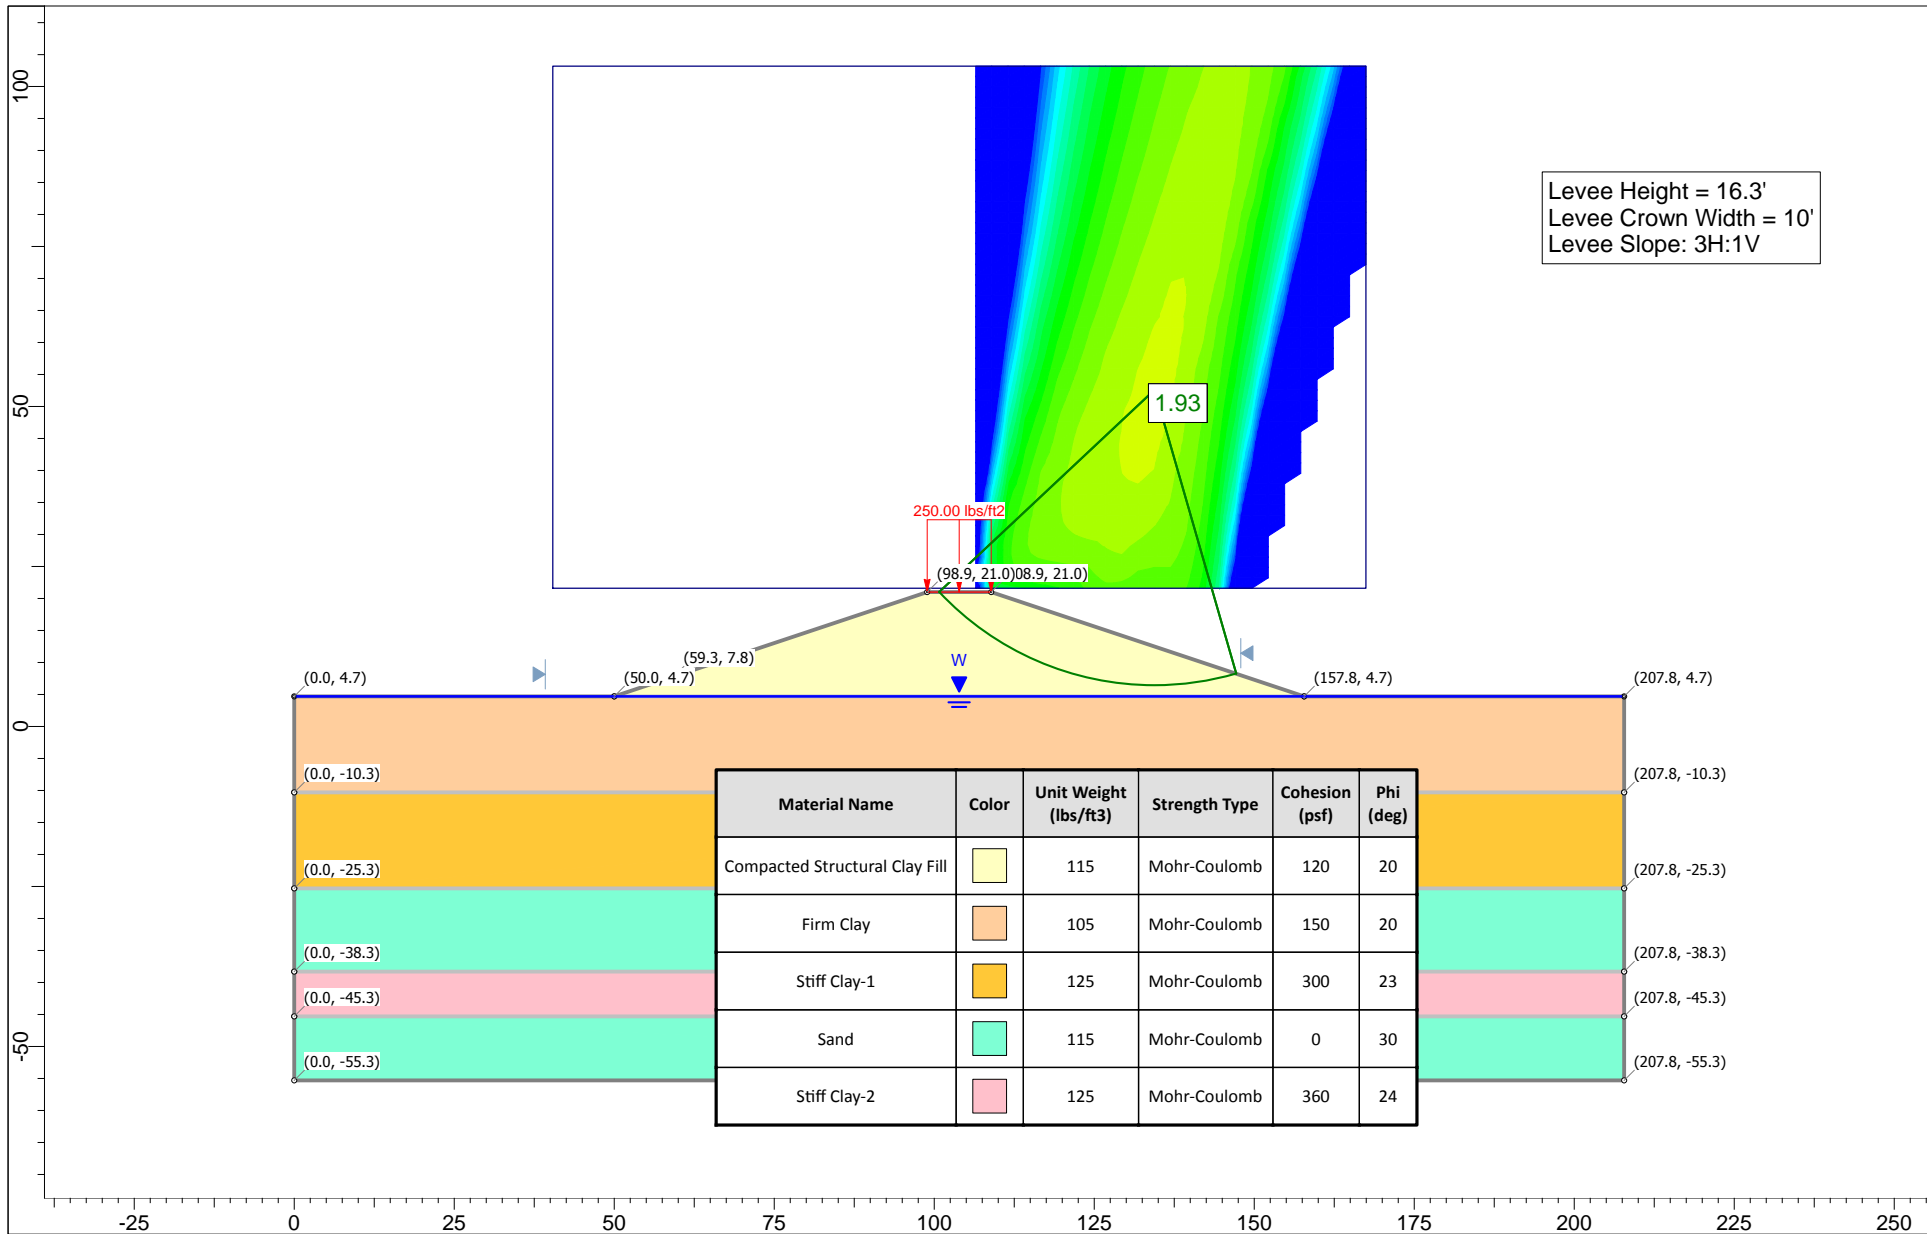 100
50
0
-50
Levee Height = 16.3'
Levee Crown Width = 10'
Levee Slope: 3H:1V
1.93
250.00 lbs/ft2
(98.9, 21.0)
08.9, 21.0)
(59.3, 7.8)
W
(0.0, 4.7)
(50.0, 4.7)
(157.8, 4.7)
(207.8, 4.7)
(0.0, -10.3)
(207.8, -10.3)
(0.0, -25.3)
(207.8, -25.3)
(0.0, -38.3)
(207.8, -38.3)
(0.0, -45.3)
(207.8, -45.3)
(0.0, -55.3)
(207.8, -55.3)
Material Name Color Unit Weight (lbs/ft3) Strength Type Cohesion (psf) Phi (deg)
Compacted Structural Clay Fill 115 Mohr-Coulomb 120 20
Firm Clay 105 Mohr-Coulomb 150 20
Stiff Clay-1 125 Mohr-Coulomb 300 23
Sand 115 Mohr-Coulomb 0 30
Stiff Clay-2 125 Mohr-Coulomb 360 24
-25 0 25 50 75 100 125 150 175 200 225 250